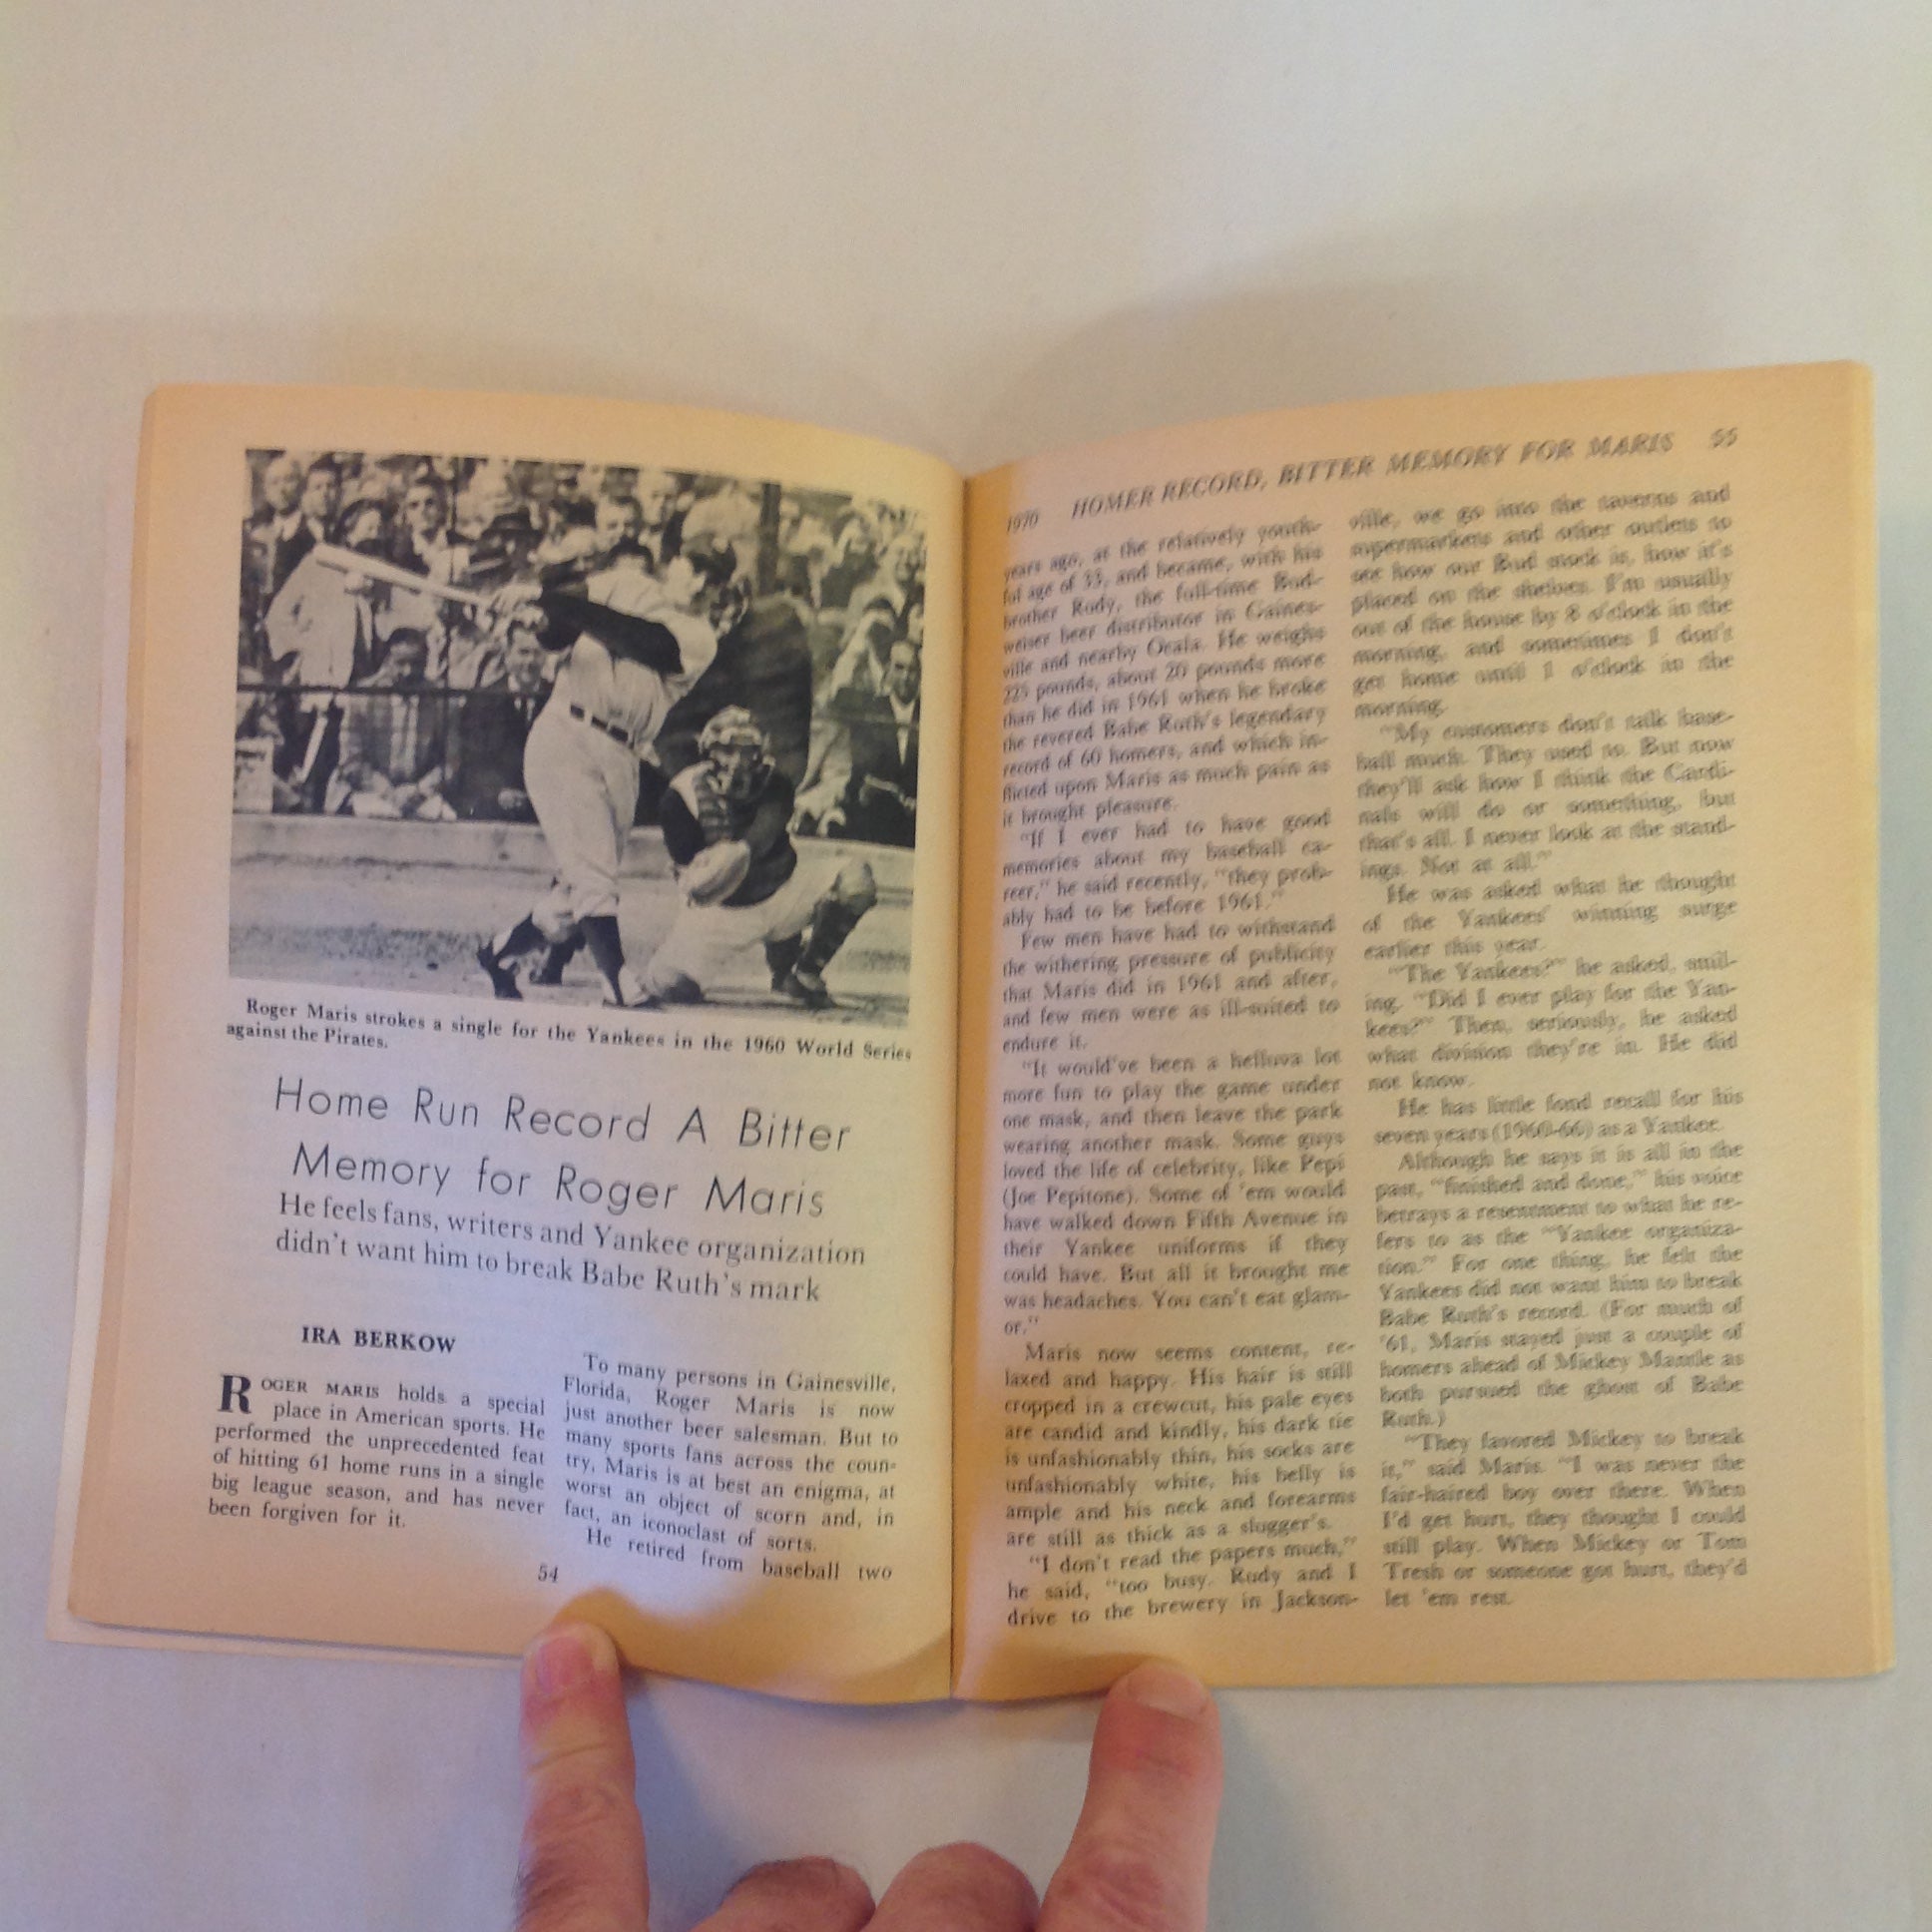 Roger Maris strokes a single for the Yankees in the 1960 World Series
against the Pirates.
Home Run Record A Bitter
Memory for Roger Maris
He feels fans, writers and Yankee organization
didn't want him to break Babe Ruth's mark
IRA BERKOW
ROGER MARIS holds a special
place in American sports. He
performed the unprecedented feat
of hitting 61 home runs in a single
big league season, and has never
been forgiven for it.
To many persons in Gainesville,
Florida, Roger Maris is now
just another beer salesman. But to
many sports fans across the coun-
try, Maris is at best an enigma, at
worst an object of scorn and, in
fact, an iconoclast of sorts.
He retired from baseball two
54
1970 HOMER RECORD, BITTER MEMORY FOR MARIS 55
years ago, at the relatively youth-
ful age of 33, and became, with his
brother Rudy, the full-time Bud-
weiser beer distributor in Gaines-
ville and nearby Ocala. He weighs
225 pounds, about 20 pounds more
than he did in 1961 when he broke
the revered Babe Ruth's legendary
record of 60 homers, and which in-
flicted upon Maris as much pain as
it brought pleasure.
"If I ever had to have good
memories about my baseball ca-
reer," he said recently, "they prob-
ably had to be before 1961."
Few men have had to withstand
the withering pressure of publicity
that Maris did in 1961 and after,
and few men were as ill-suited to
endure it.
"It would've been a helluva lot
more fun to play the game under
one mask, and then leave the park
wearing another mask. Some guys
loved the life of celebrity, like Pepi
(Joe Pepitone). Some of 'em would
have walked down Fifth Avenue in
their Yankee uniforms if they
could have. But all it brought me
was headaches. You can't eat glam-
or."
Maris now seems content, re-
laxed and happy. His hair is still
cropped in a crewcut, his pale eyes
are candid and kindly, his dark tie
is unfashionably thin, his socks are
unfashionably white, his belly is
ample and his neck and forearms
are still as thick as a slugger's.
"I don't read the papers much,"
he said, "too busy. Rudy and I
drive to the brewery in Jackson-
ville, we go into the taverns and
supermarkets and other outlets to
see how our Bud stock is, how it's
placed on the shelves. I'm usually
out of the house by 8 o'clock in the
morning, and sometimes I don't
get home until 1 o'clock in the
morning.
"My customers don't talk base-
ball much. They used to. But now
they'll ask how I think the Cardi-
nals will do or something, but
that's all. I never look at the stand-
ings. Not at all."
He was asked what he thought
of the Yankees' winning surge
earlier this year.
"The Yankees?" he asked, smil-
ing. "Did I ever play for the Yan-
kees?" Then, seriously, he asked
what division they're in. He did
not know.
He has little fond recall for his
seven years (1960-66) as a Yankee.
Although he says it is all in the
past, "finished and done," his voice
betrays a resentment to what he re-
fers to as the "Yankee organiza-
tion." For one thing, he felt the
Yankees did not want him to break
Babe Ruth's record. (For much of
'61, Maris stayed just a couple of
homers ahead of Mickey Mantle as
both pursued the ghost of Babe
Ruth.)
"They favored Mickey to break
it," said Maris. "I was never the
fair-haired boy over there. When
I'd get hurt, they thought I could
still play. When Mickey or Tom
Tresh or someone got hurt, they'd
let 'em rest.